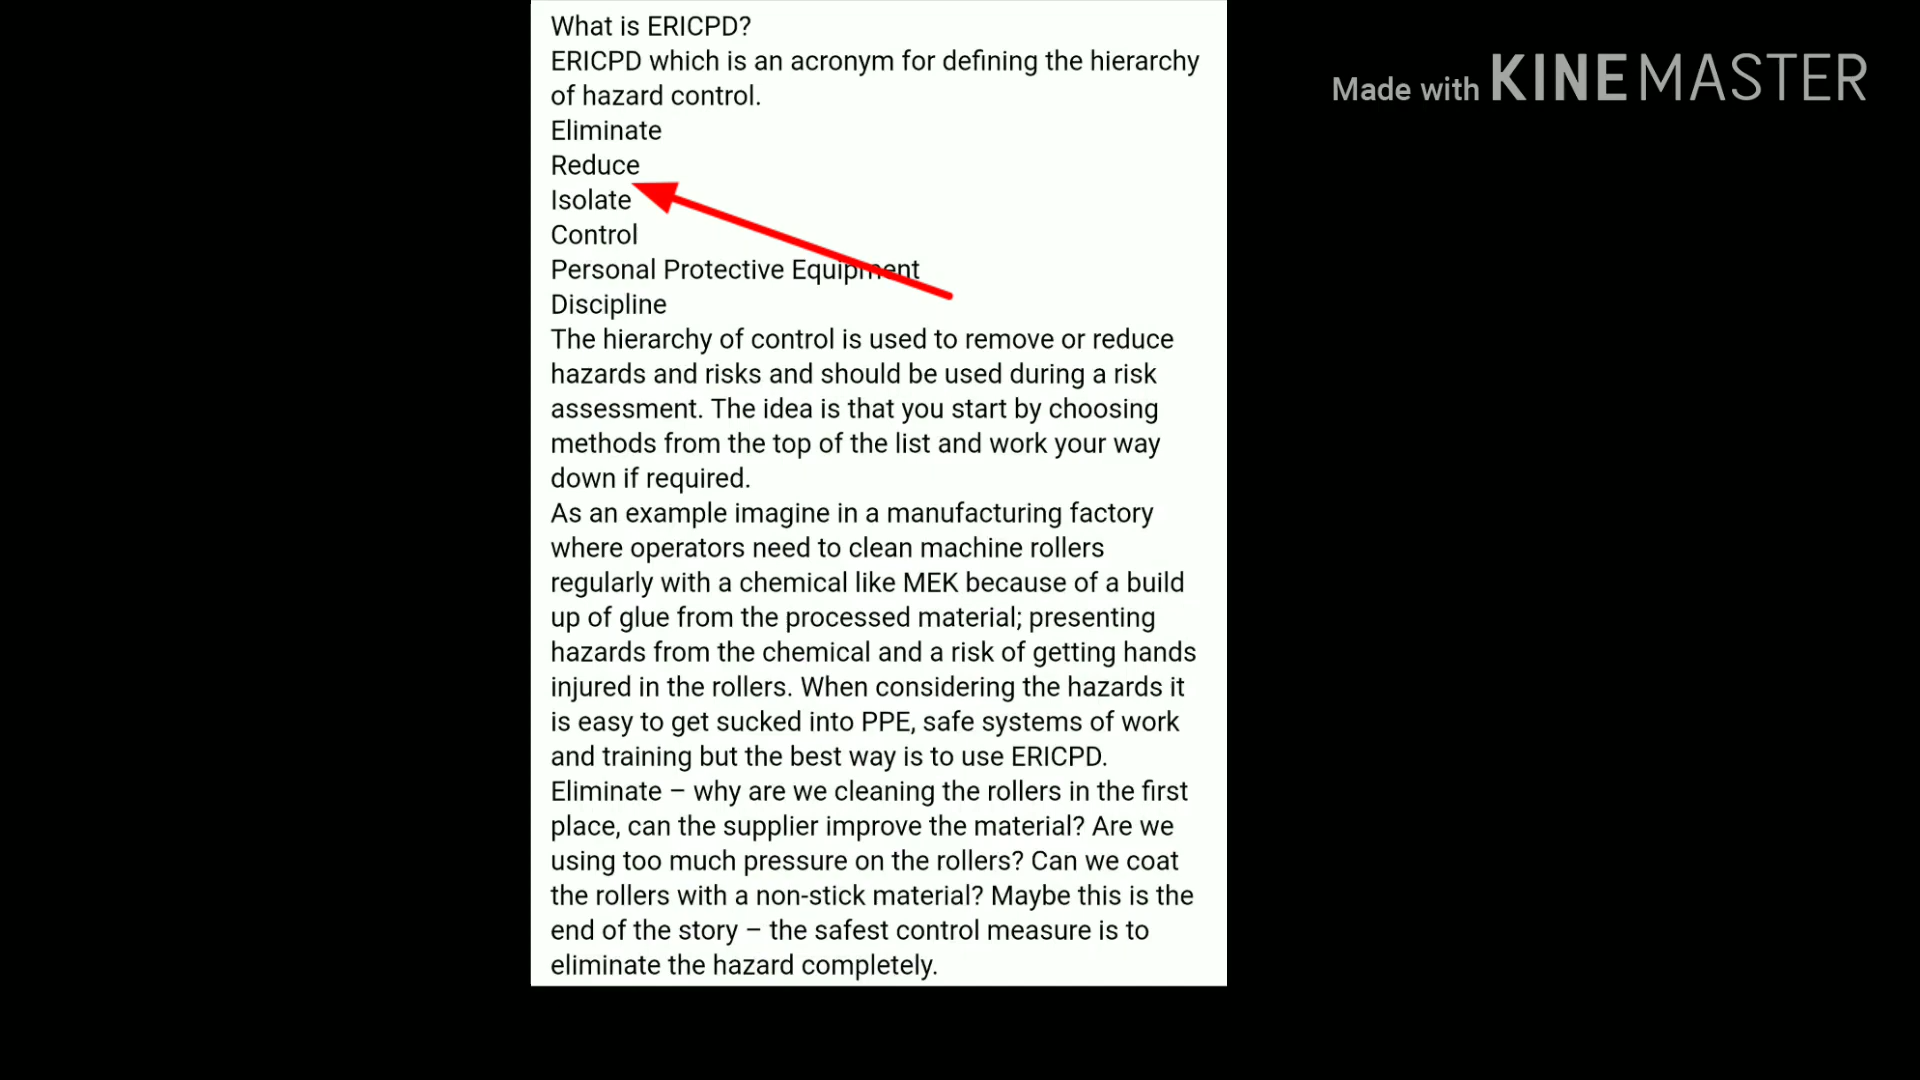 What is ERICPD?
ERICPD which is an acronym for defining the hierarchy
of hazard control.
Eliminate
Reduce
Isolate
Control
Personal Protective Equipment
Discipline
The hierarchy of control is used to remove or reduce
hazards and risks and should be used during a risk
assessment. The idea is that you start by choosing
methods from the top of the list and work your way
down if required.
As an example imagine in a manufacturing factory
where operators need to clean machine rollers
regularly with a chemical like MEK because of a build
up of glue from the processed material; presenting
hazards from the chemical and a risk of getting hands
injured in the rollers. When considering the hazards it
is easy to get sucked into PPE, safe systems of work
and training but the best way is to use ERICPD.
Eliminate – why are we cleaning the rollers in the first
place, can the supplier improve the material? Are we
using too much pressure on the rollers? Can we coat
the rollers with a non-stick material? Maybe this is the
end of the story – the safest control measure is to
eliminate the hazard completely.
Made with KINEMASTER